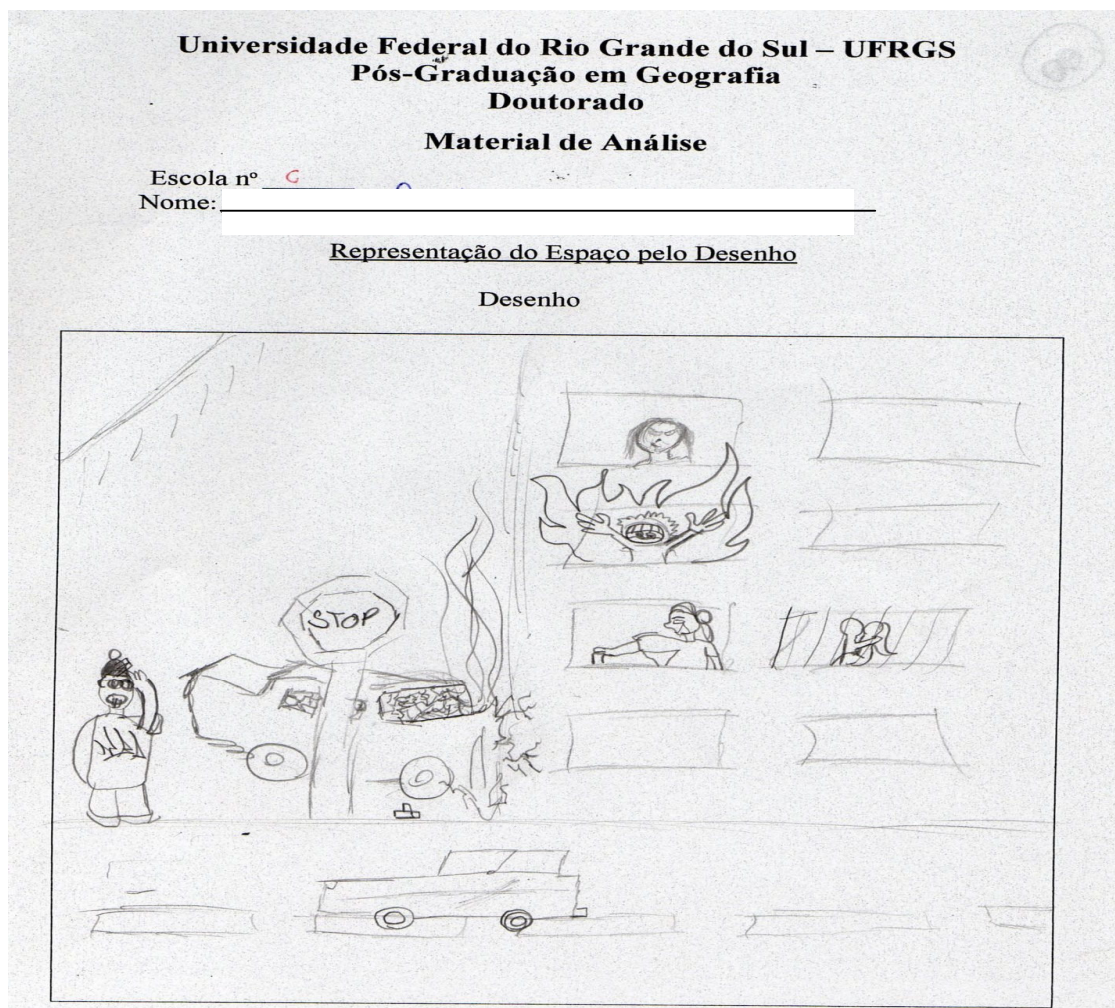 Universidade Federal do Rio Grande do Sul – UFRGS
Pós-Graduação em Geografia
Doutorado
Material de Análise
Escola nº G
Nome:
Representação do Espaço pelo Desenho
Desenho
STOP